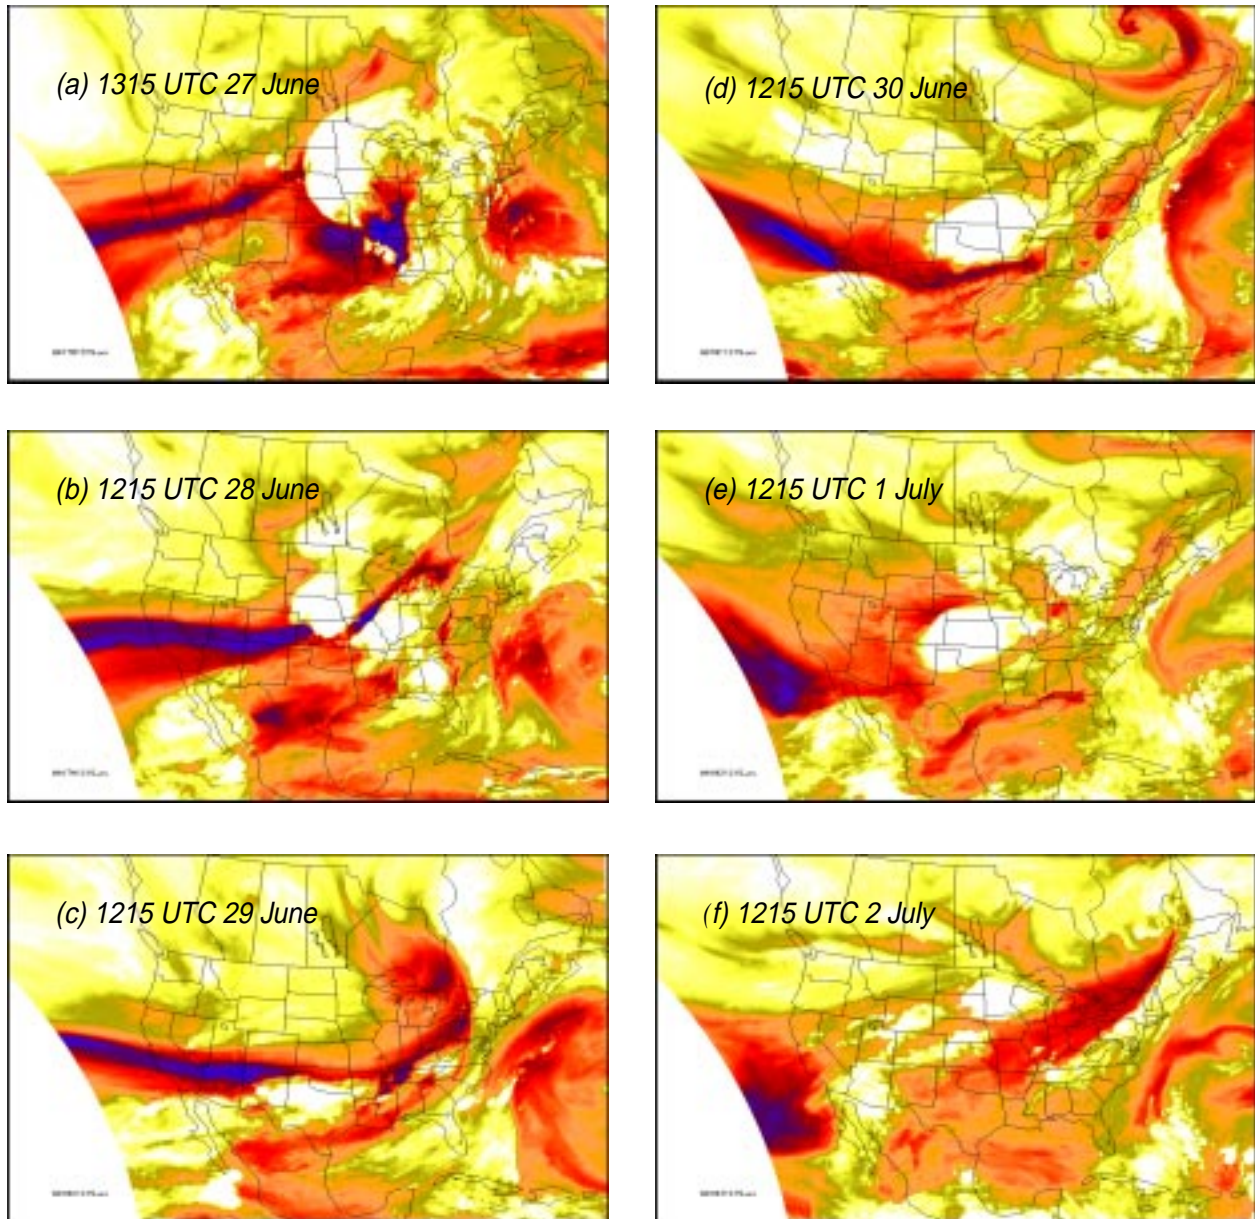 (a) 1315 UTC 27 June
(d) 1215 UTC 30 June
(b) 1215 UTC 28 June
(e) 1215 UTC 1 July
(c) 1215 UTC 29 June
(f) 1215 UTC 2 July